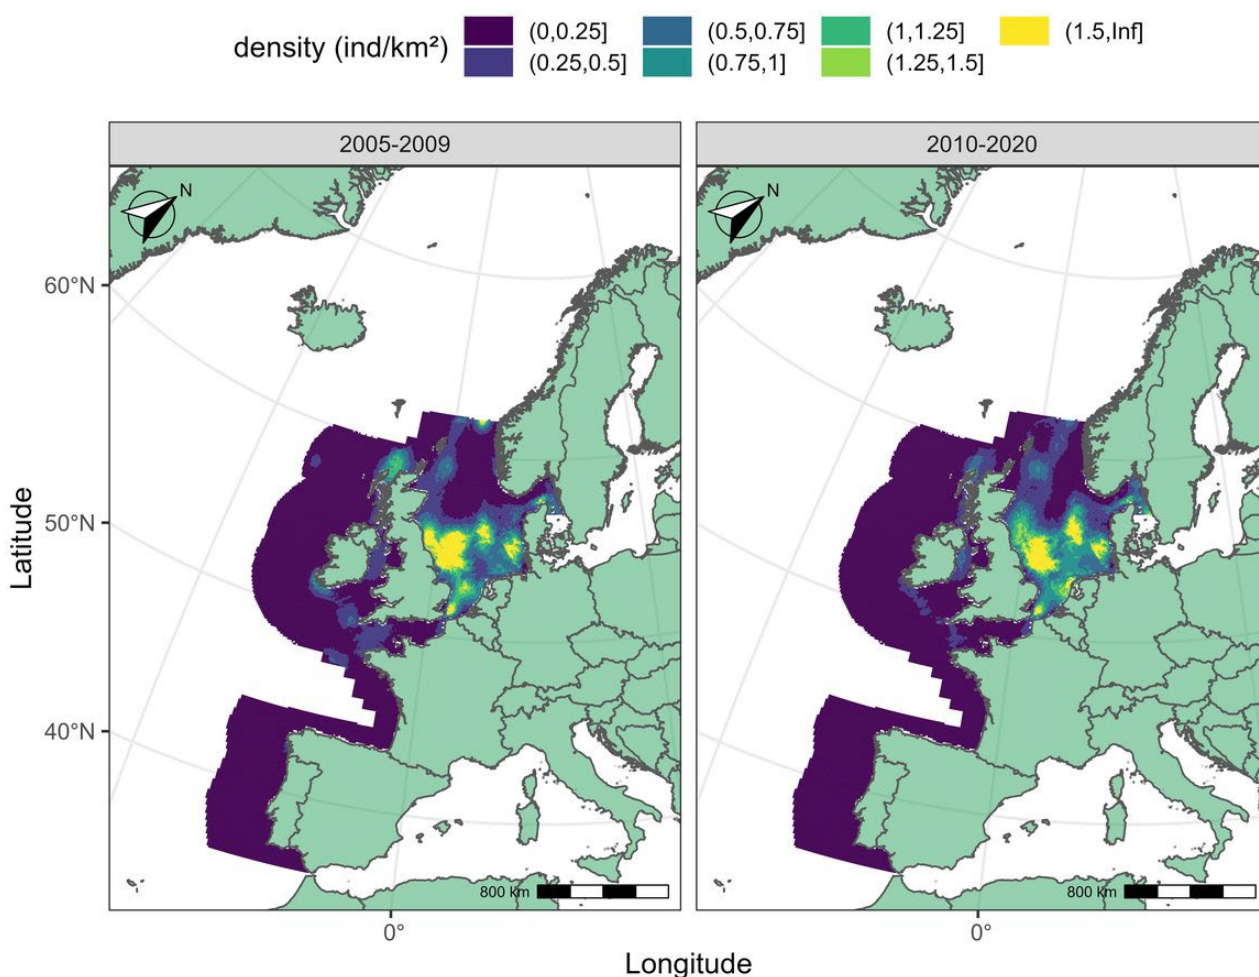 density (ind/km²)
(0,0.25]
(0.25,0.5]
(0.5,0.75]
(0.75,1]
(1,1.25]
(1.25,1.5]
(1.5,Inf]
2005-2009
2010-2020
N
N
60°N
50°N
40°N
Latitude
800 km
800 km
0°
0°
Longitude